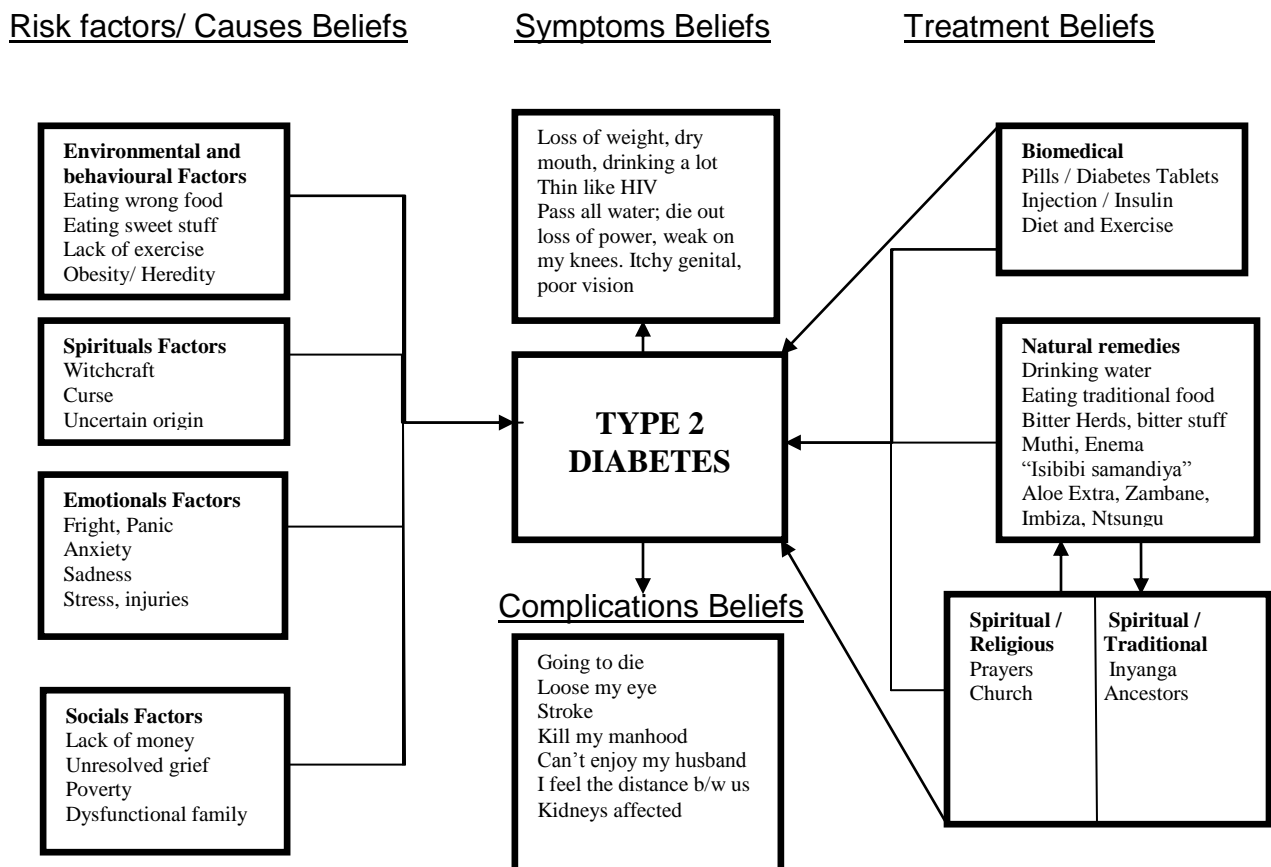 Risk factors/ Causes Beliefs
Symptoms Beliefs
Treatment Beliefs
Environmental and
behavioural Factors
Eating wrong food
Eating sweet stuff
Lack of exercise
Obesity/ Heredity
Spirituals Factors
Witchcraft
Curse
Uncertain origin
Emotionals Factors
Fright, Panic
Anxiety
Sadness
Stress, injuries
Socials Factors
Lack of money
Unresolved grief
Poverty
Dysfunctional family
Loss of weight, dry
mouth, drinking a lot
Thin like HIV
Pass all water; die out
loss of power, weak on
my knees. Itchy genital,
poor vision
TYPE 2
DIABETES
Complications Beliefs
Going to die
Loose my eye
Stroke
Kill my manhood
Can't enjoy my husband
I feel the distance b/w us
Kidneys affected
Biomedical
Pills / Diabetes Tablets
Injection / Insulin
Diet and Exercise
Natural remedies
Drinking water
Eating traditional food
Bitter Herds, bitter stuff
Muthi, Enema
“Isibibi samandiya”
Aloe Extra, Zambane,
Imbiza, Ntsungu
Spiritual /
Religious
Prayers
Church
Spiritual /
Traditional
Inyanga
Ancestors